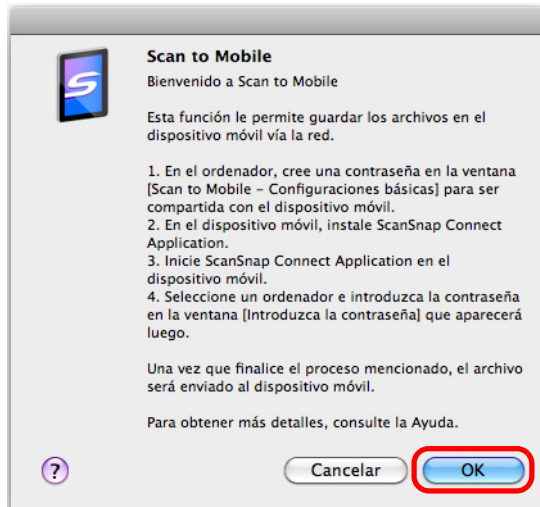 Scan to Mobile
Bienvenido a Scan to Mobile
Esta función le permite guardar los archivos en el
dispositivo móvil vía la red.
1. En el ordenador, cree una contraseña en la ventana
[Scan to Mobile – Configuraciones básicas] para ser
compartida con el dispositivo móvil.
2. En el dispositivo móvil, instale ScanSnap Connect
Application.
3. Inicie ScanSnap Connect Application en el
dispositivo móvil.
4. Seleccione un ordenador e introduzca la contraseña
en la ventana [Introduzca la contraseña] que aparecerá
luego.
Una vez que finalice el proceso mencionado, el archivo
será enviado al dispositivo móvil.
Para obtener más detalles, consulte la Ayuda.
? Cancelar OK